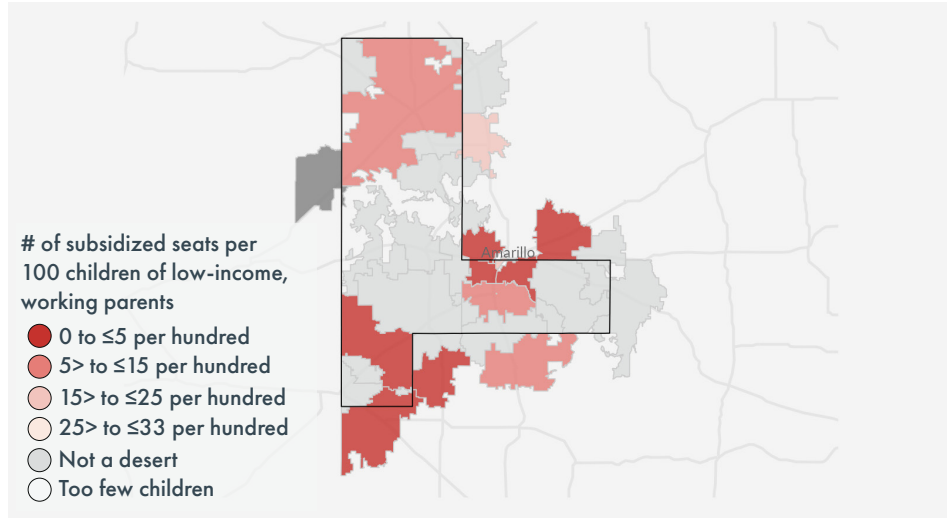 Amarillo
# of subsidized seats per
100 children of low-income,
working parents
0 to ≤5 per hundred
5> to ≤15 per hundred
15> to ≤25 per hundred
25> to ≤33 per hundred
Not a desert
Too few children